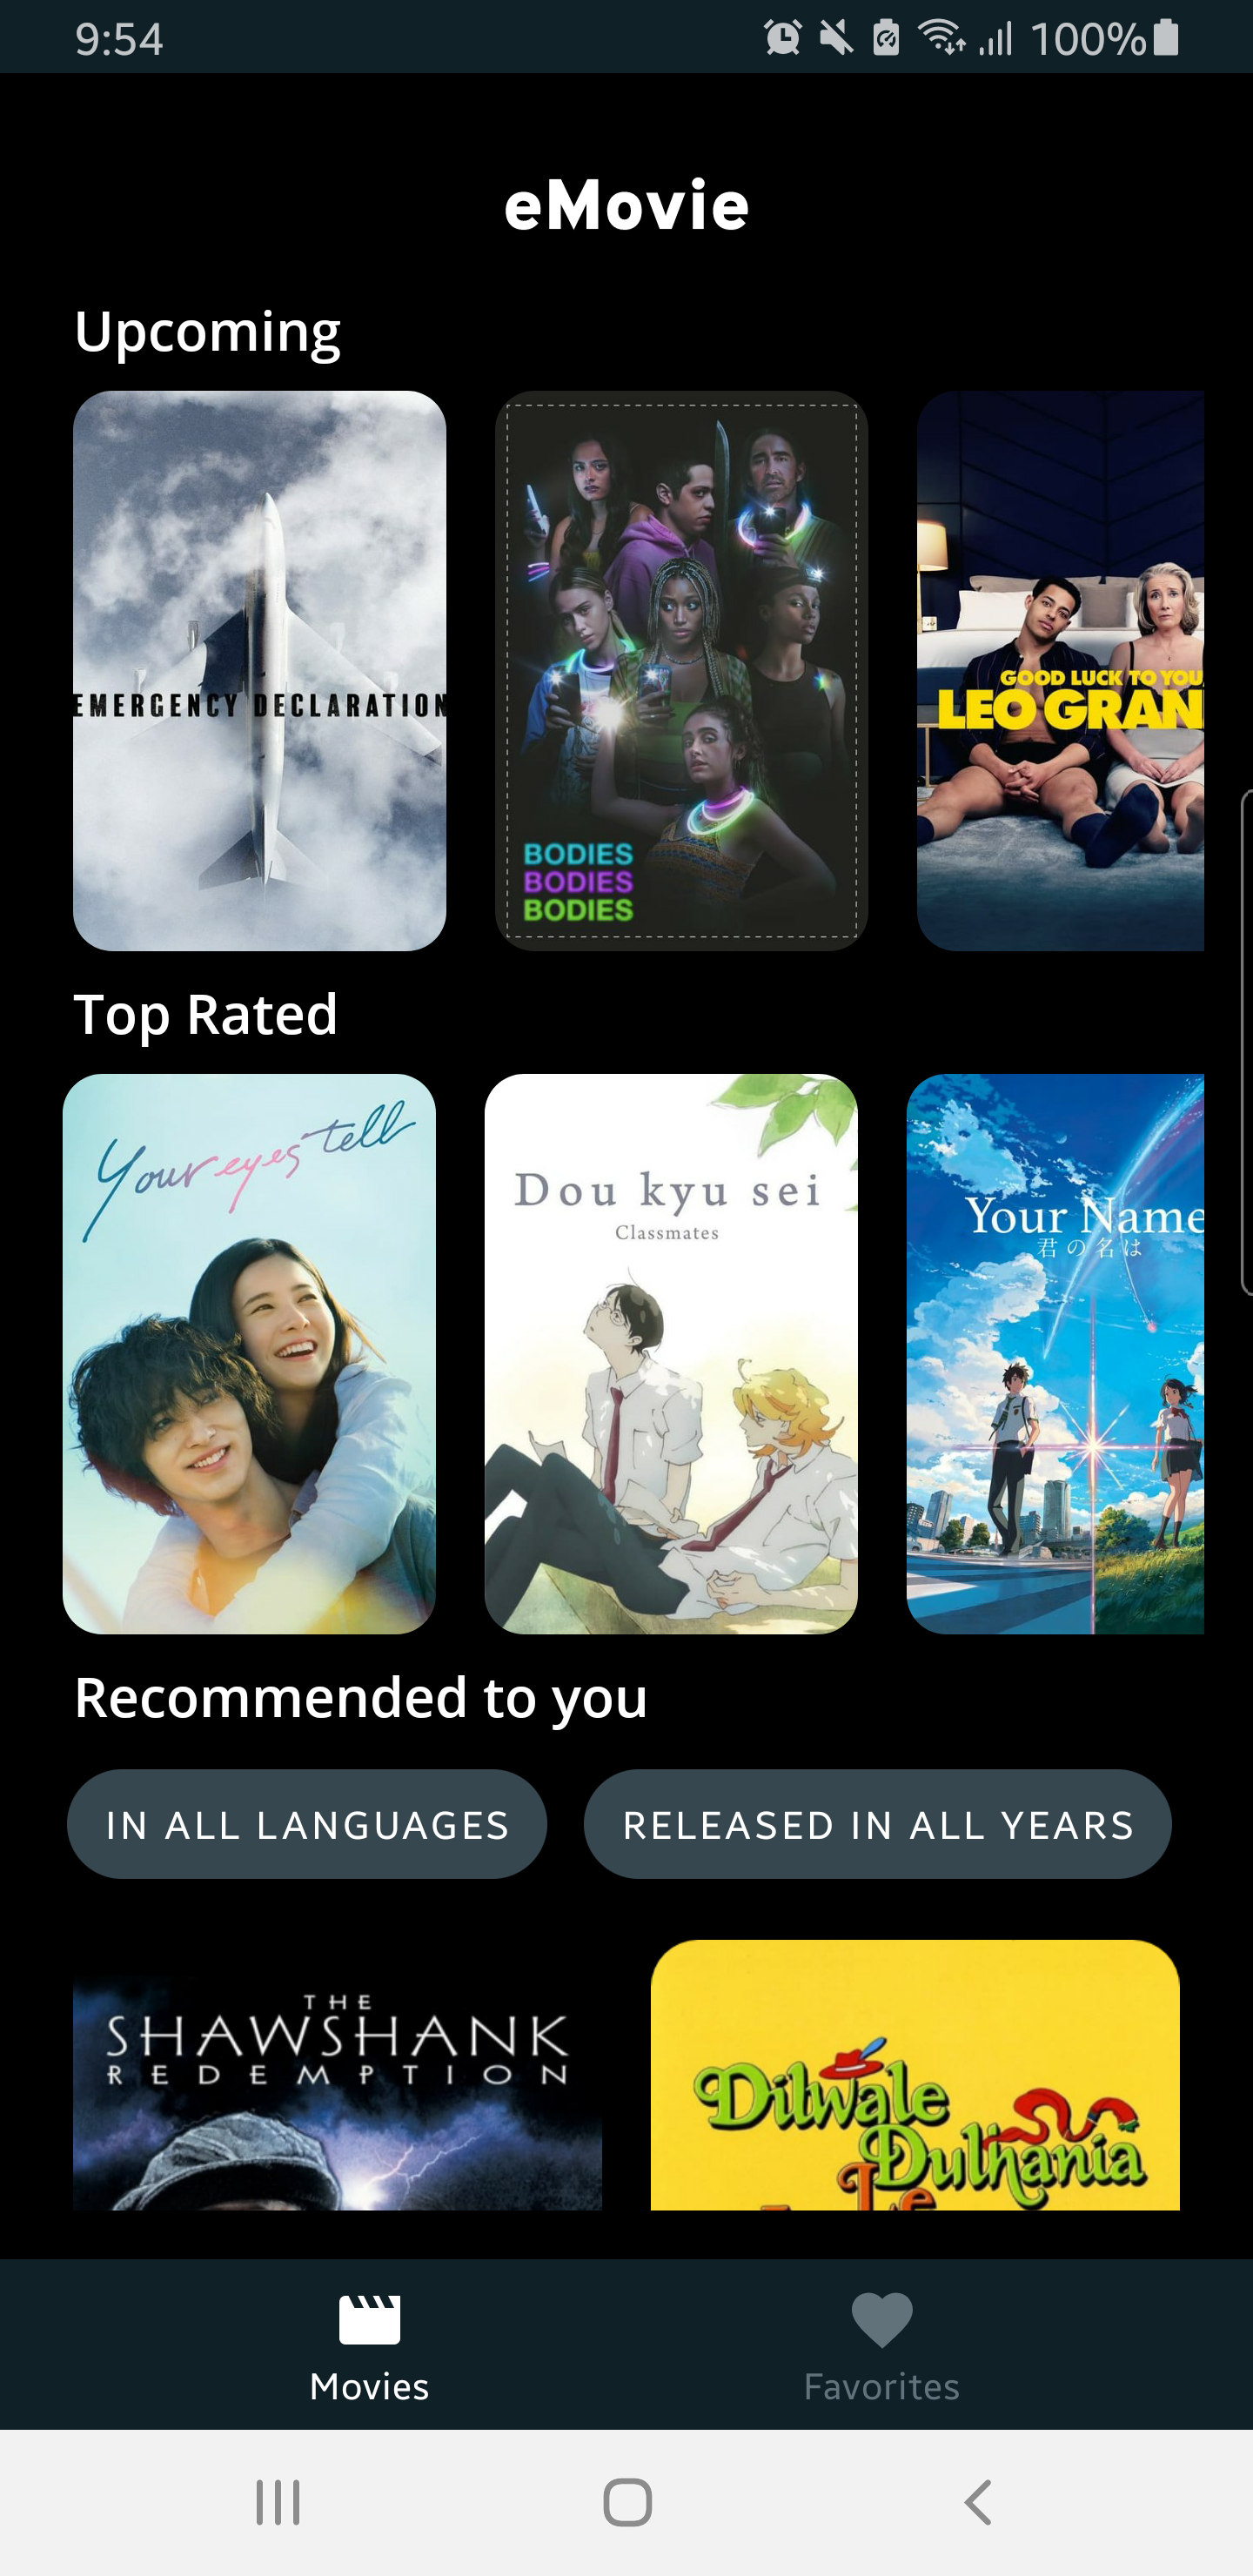 9:54
100%
eMovie
Upcoming
EMERGENCY DECLARATION
BODIES
BODIES
BODIES
GOOD LUCK TO YOU
LEO GRAN
Top Rated
Your eyes tell
Dou kyu sei
Classmates
Your Name
君の名は
Recommended to you
IN ALL LANGUAGES
RELEASED IN ALL YEARS
THE
SHAWSHANK
REDEMPTION
Dilwale
Dulhania
Le
Movies
Favorites